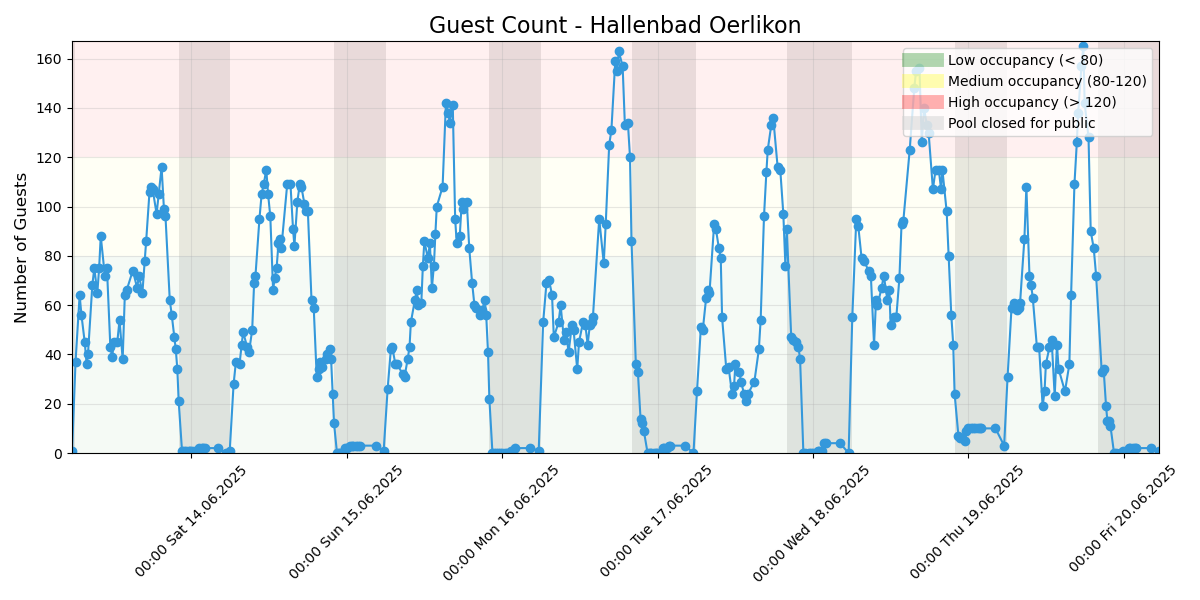 Guest Count - Hallenbad Oerlikon
Number of Guests
160
140
120
100
80
60
40
20
0
Low occupancy (< 80)
Medium occupancy (80-120)
High occupancy (> 120)
Pool closed for public
00:00 Sat 14.06.2025
00:00 Sun 15.06.2025
00:00 Mon 16.06.2025
00:00 Tue 17.06.2025
00:00 Wed 18.06.2025
00:00 Thu 19.06.2025
00:00 Fri 20.06.2025